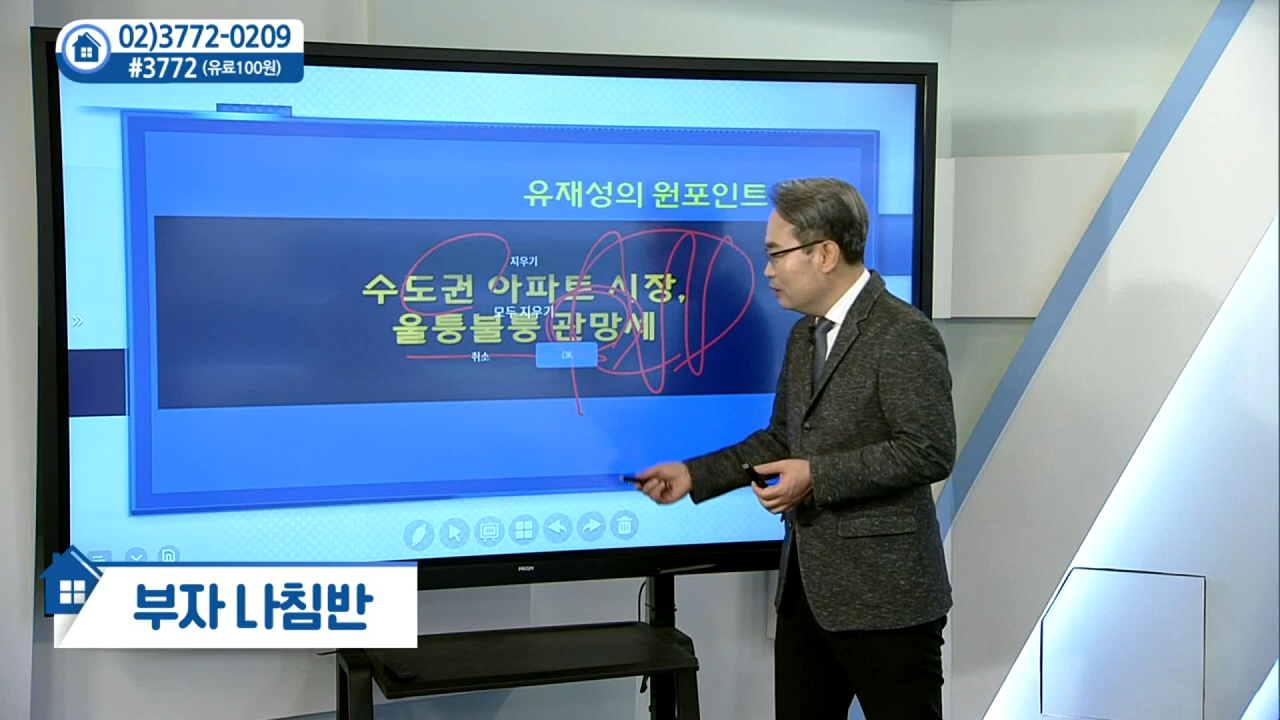 02)3772-0209
#3772 (유료100원)
유재성의 원포인트
지우기
수도권 아파트 시장,
모두 지우기
울퉁불퉁 관망세
취소
OK
PRISM
부자 나침반